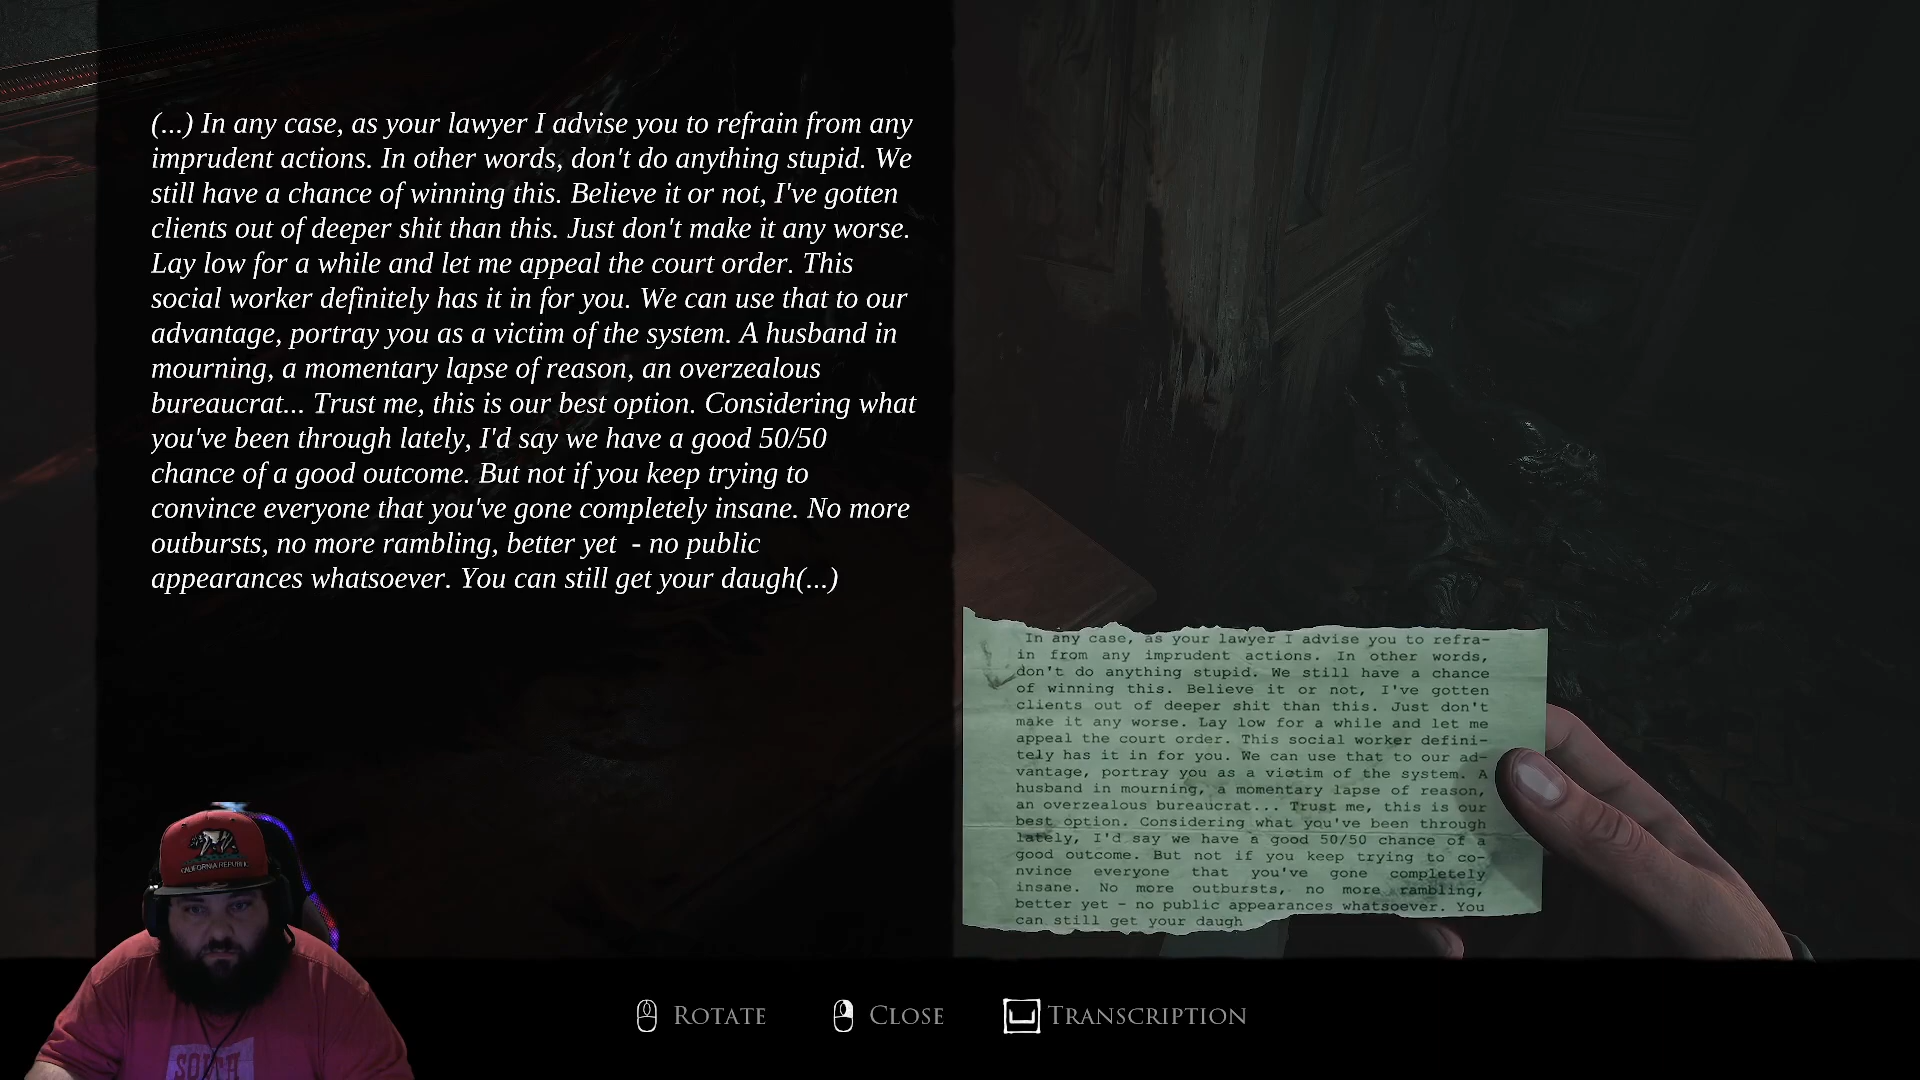 (...) In any case, as your lawyer I advise you to refrain from any
imprudent actions. In other words, don't do anything stupid. We
still have a chance of winning this. Believe it or not, I've gotten
clients out of deeper shit than this. Just don't make it any worse.
Lay low for a while and let me appeal the court order. This
social worker definitely has it in for you. We can use that to our
advantage, portray you as a victim of the system. A husband in
mourning, a momentary lapse of reason, an overzealous
bureaucrat... Trust me, this is our best option. Considering what
you've been through lately, I'd say we have a good 50/50
chance of a good outcome. But not if you keep trying to
convince everyone that you've gone completely insane. No more
outbursts, no more rambling, better yet  - no public
appearances whatsoever. You can still get your daugh(...)
In any case, as your lawyer I advise you to refra-
in from any imprudent actions. In other words,
don't do anything stupid. We still have a chance
of winning this. Believe it or not, I've gotten
clients out of deeper shit than this. Just don't
make it any worse. Lay low for a while and let me
appeal the court order. This social worker defini-
tely has it in for you. We can use that to our ad-
vantage, portray you as a victim of the system. A
husband in mourning, a momentary lapse of reason,
an overzealous bureaucrat... Trust me, this is our
best option. Considering what you've been through
lately, I'd say we have a good 50/50 chance of a
good outcome. But not if you keep trying to co-
nvince everyone that you've gone completely
insane. No more outbursts, no more rambling,
better yet - no public appearances whatsoever. You
can still get your daugh
CALIFORNIA REPUBLIC
ROTATE
CLOSE
TRANSCRIPTION